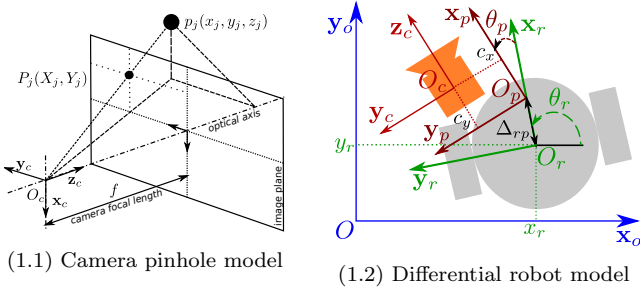 p_j(x_j, y_j, z_j)
P_j(X_j, Y_j)
optical axis
y_c
z_c
O_c
x_c
f
camera focal length
image plane
(1.1) Camera pinhole model
y_o
x_p
θ_p
x_r
z_c
c_x
O_c
O_p
θ_r
y_c
c_y
y_p
Δ_{rp}
y_r
O_r
y_r
O
x_r
x_o
(1.2) Differential robot model